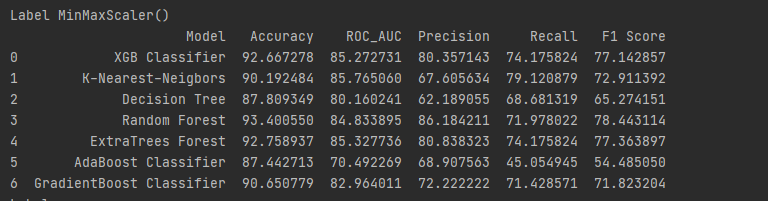 Label MinMaxScaler()
Model Accuracy ROC_AUC Precision Recall F1 Score
0 XGB Classifier 92.667278 85.272731 80.357143 74.175824 77.142857
1 K-Nearest-Neigbors 90.192484 85.765060 67.605634 79.120879 72.911392
2 Decision Tree 87.809349 80.160241 62.189055 68.681319 65.274151
3 Random Forest 93.400550 84.833895 86.184211 71.978022 78.443114
4 ExtraTrees Forest 92.758937 85.327736 80.838323 74.175824 77.363897
5 AdaBoost Classifier 87.442713 70.492269 68.907563 45.054945 54.485050
6 GradientBoost Classifier 90.650779 82.964011 72.222222 71.428571 71.823204